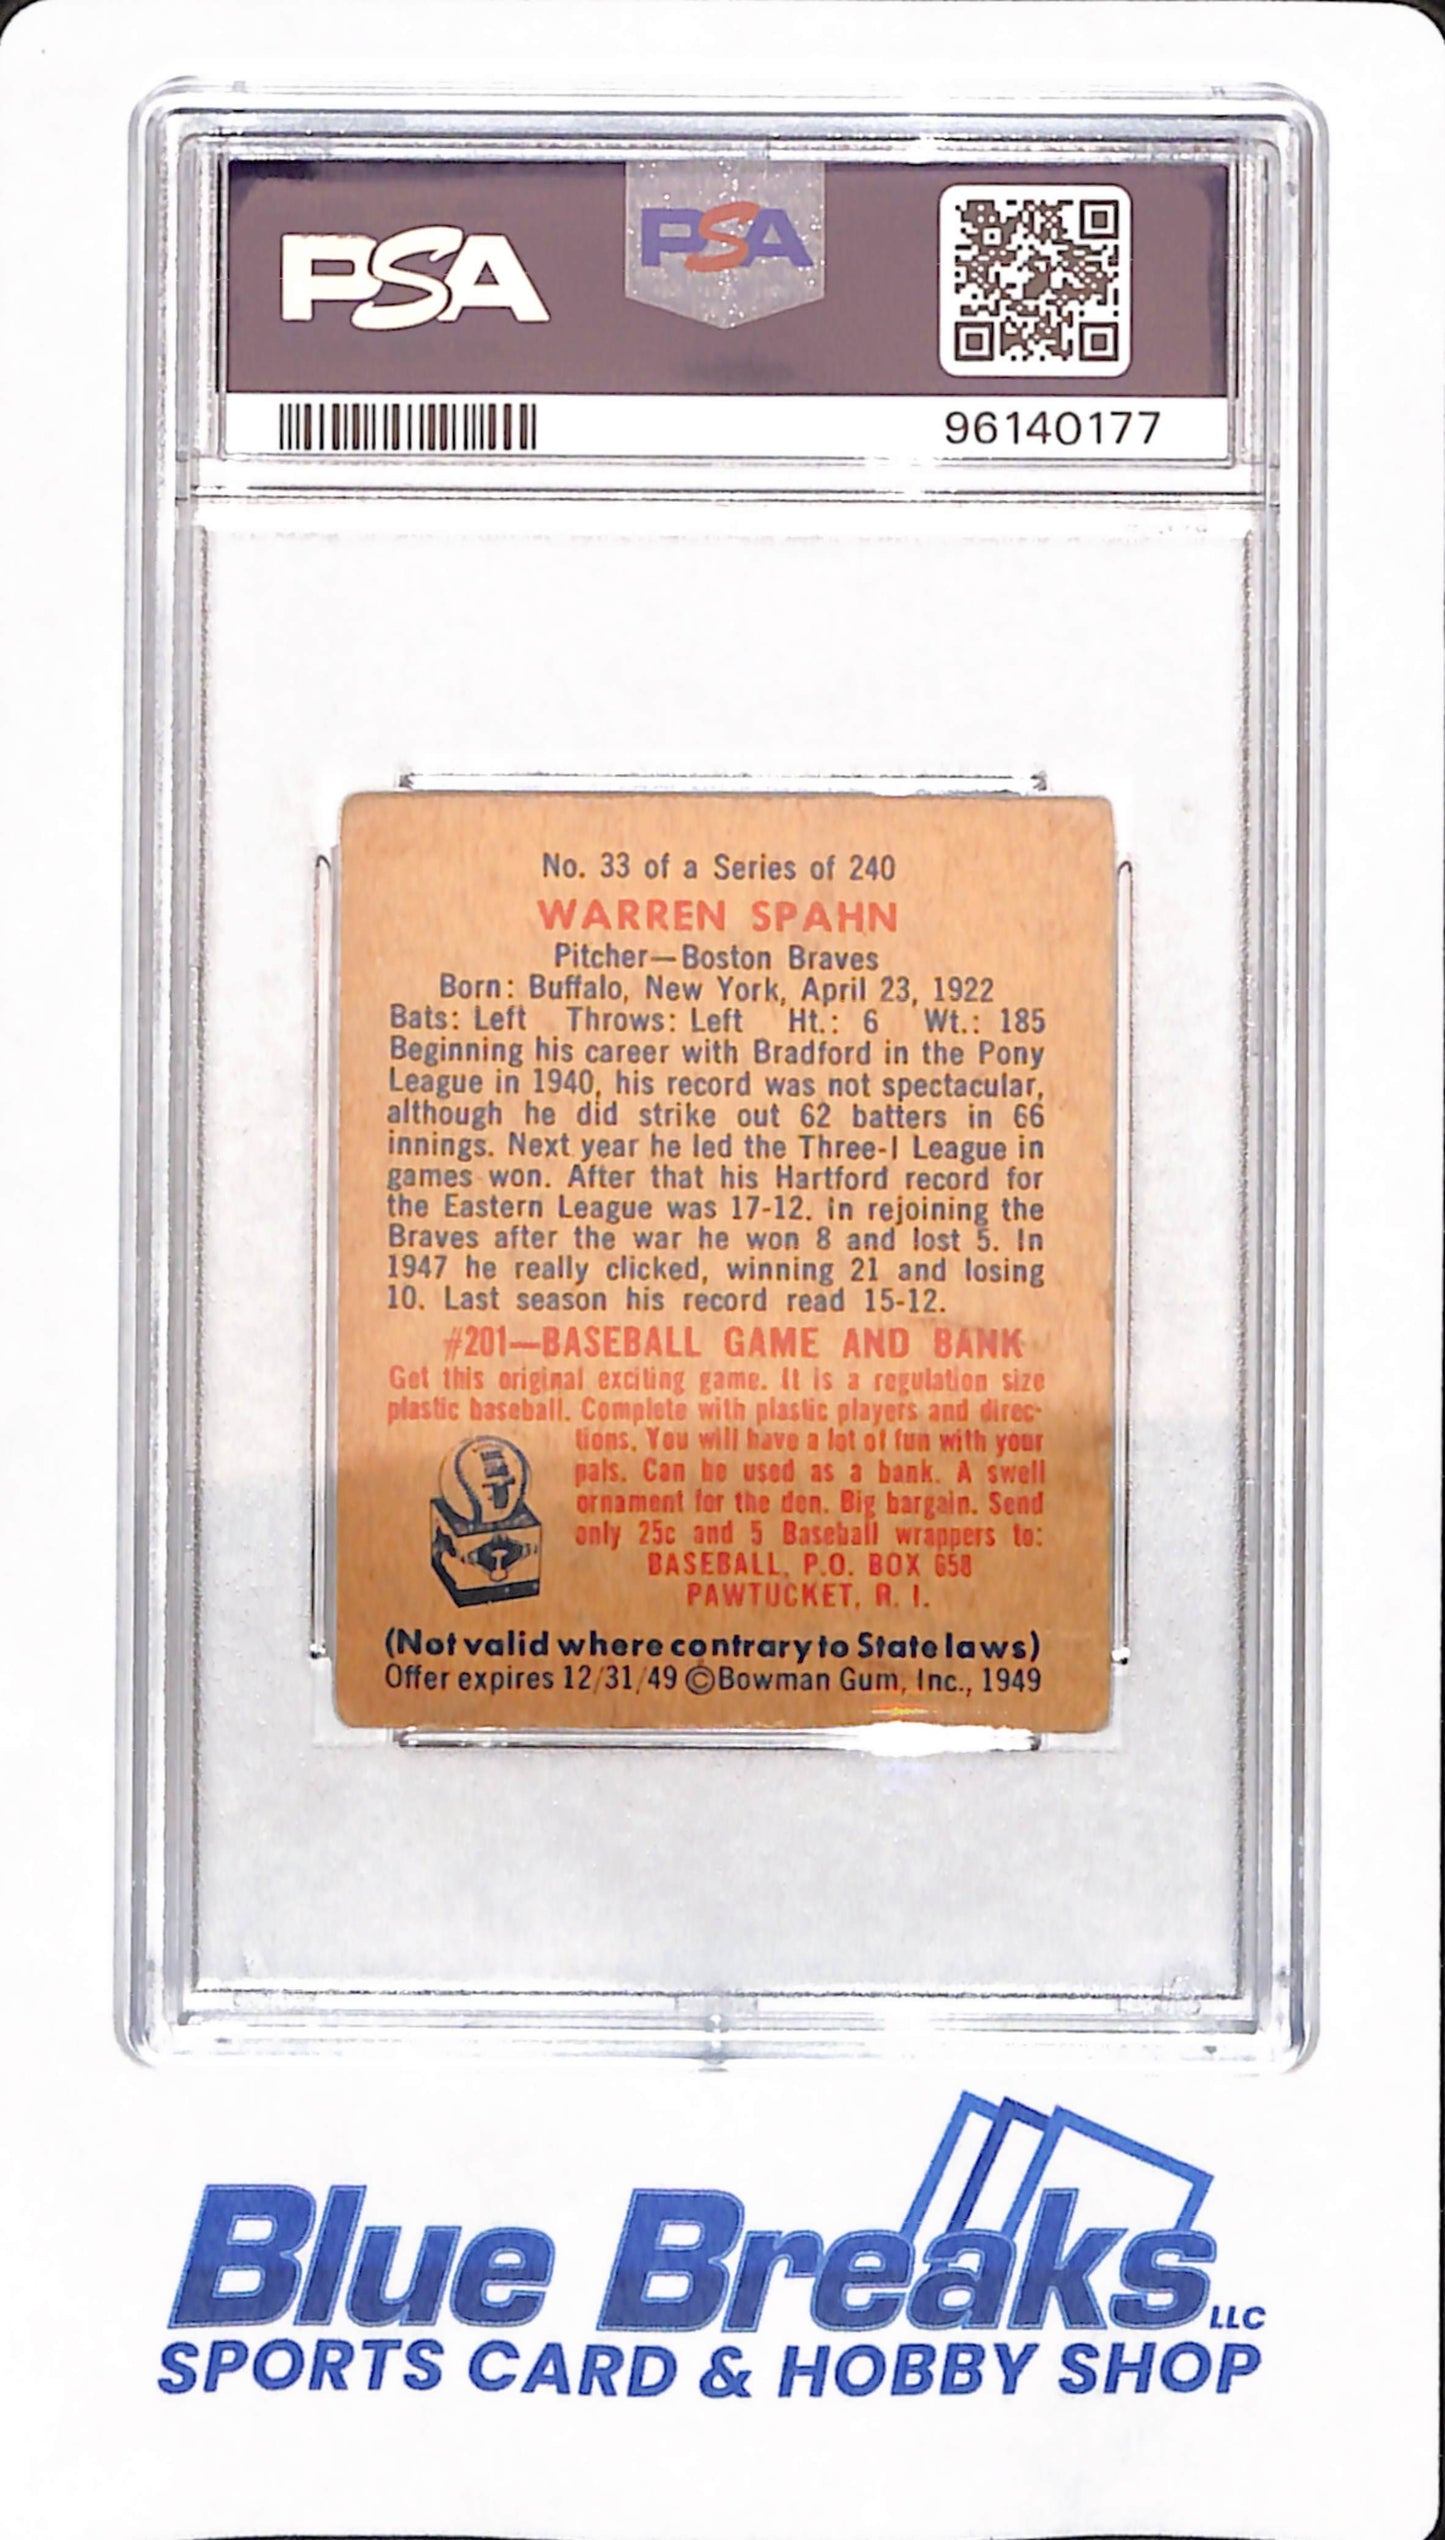 PSA
PSA
96140177
No. 33 of a Series of 240
WARREN SPAHN
Pitcher—Boston Braves
Born: Buffalo, New York, April 23, 1922
Bats: Left Throws: Left Ht.: 6 Wt.: 185
Beginning his career with Bradford in the Pony
League in 1940, his record was not spectacular,
although he did strike out 62 batters in 66
innings. Next year he led the Three-I League in
games won. After that his Hartford record for
the Eastern League was 17-12. In rejoining the
Braves after the war he won 8 and lost 5. In
1947 he really clicked, winning 21 and losing
10. Last season his record read 15-12.
#201—BASEBALL GAME AND BANK
Get this original exciting game. It is a regulation size
plastic baseball. Complete with plastic players and direc-
tions. You will have a lot of fun with your
pals. Can be used as a bank. A swell
ornament for the den. Big bargain. Send
only 25c and 5 Baseball wrappers to:
BASEBALL, P.O. BOX 658
PAWTUCKET, R. I.
(Not valid where contrary to State laws)
Offer expires 12/31/49 ©Bowman Gum, Inc., 1949
Blue Breaks LLC
SPORTS CARD & HOBBY SHOP